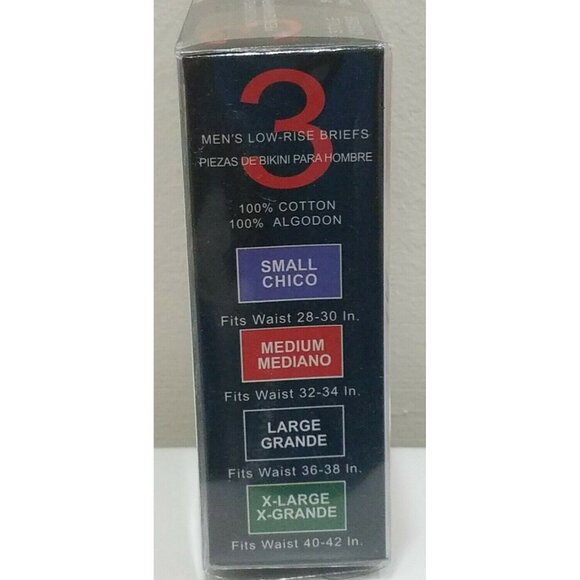 3
MEN'S LOW-RISE BRIEFS
PIEZAS DE BIKINI PARA HOMBRE
100% COTTON
100% ALGODON
SMALL
CHICO
Fits Waist 28-30 In.
MEDIUM
MEDIANO
Fits Waist 32-34 In.
LARGE
GRANDE
Fits Waist 36-38 In.
X-LARGE
X-GRANDE
Fits Waist 40-42 In.